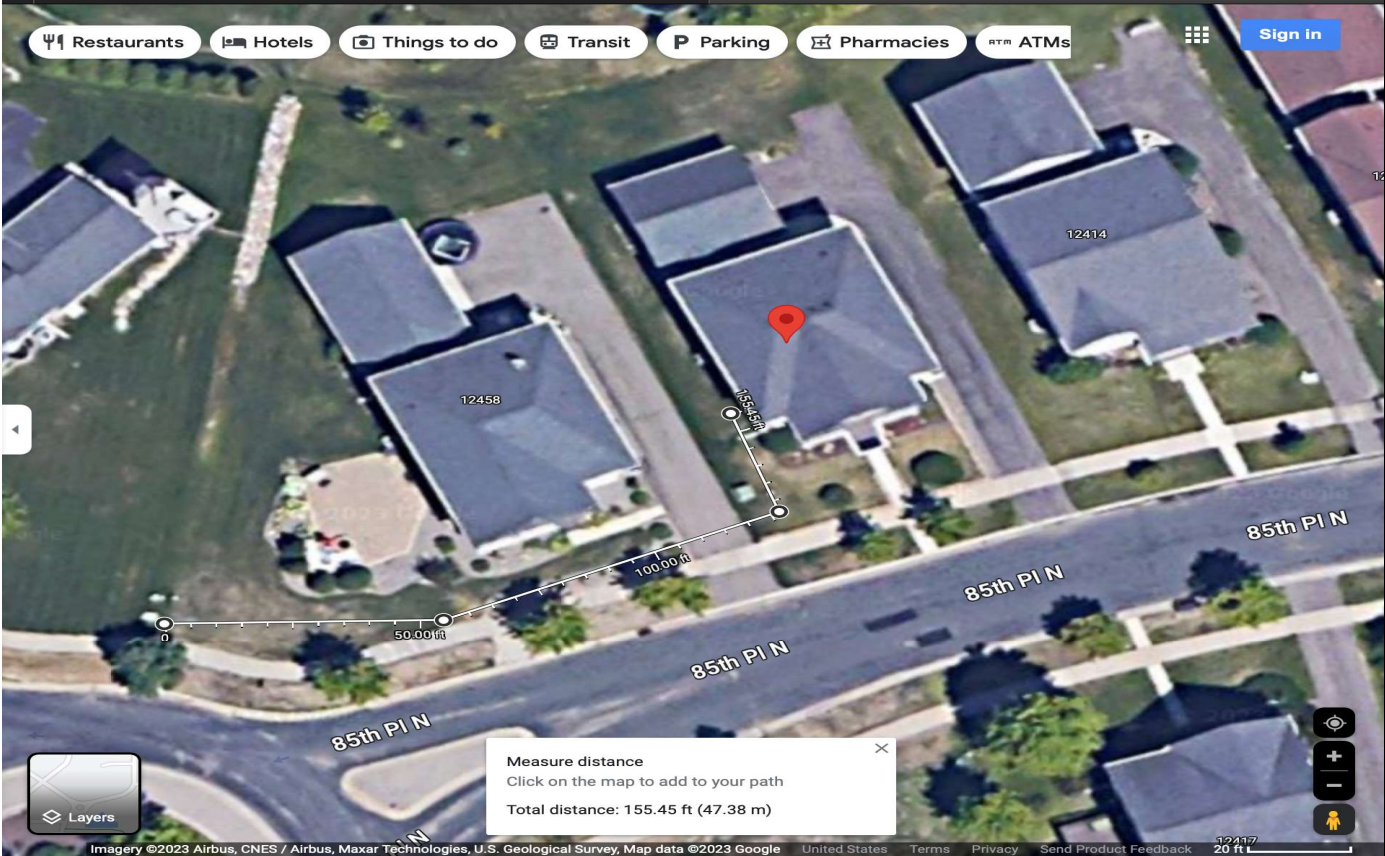 Restaurants
Hotels
Things to do
Transit
Parking
Pharmacies
ATM ATMs
Sign in
12414
12458
155.45 ft
100.00 ft
50.00 ft
0
85th Pl N
85th Pl N
85th Pl N
85th Pl N
Measure distance
Click on the map to add to your path
Total distance: 155.45 ft (47.38 m)
Layers
12417
Imagery ©2023 Airbus, CNES / Airbus, Maxar Technologies, U.S. Geological Survey, Map data ©2023 Google United States Terms Privacy Send Product Feedback 20 ft